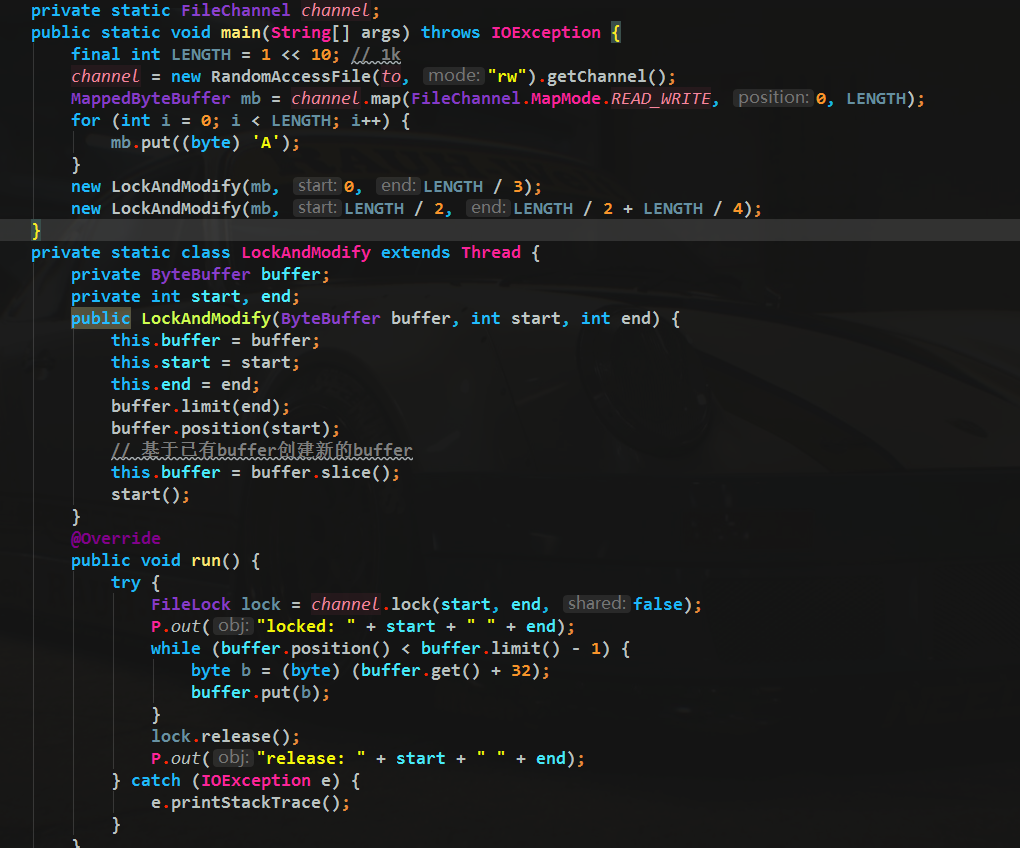 private static FileChannel channel;
public static void main(String[] args) throws IOException {
final int LENGTH = 1 << 10; // 1k
channel = new RandomAccessFile(to, mode: "rw").getChannel();
MappedByteBuffer mb = channel.map(FileChannel.MapMode.READ_WRITE, position: 0, LENGTH);
for (int i = 0; i < LENGTH; i++) {
mb.put((byte) 'A');
}
new LockAndModify(mb, start: 0, end: LENGTH / 3);
new LockAndModify(mb, start: LENGTH / 2, end: LENGTH / 2 + LENGTH / 4);
}
private static class LockAndModify extends Thread {
private ByteBuffer buffer;
private int start, end;
public LockAndModify(ByteBuffer buffer, int start, int end) {
this.buffer = buffer;
this.start = start;
this.end = end;
buffer.limit(end);
buffer.position(start);
// 基于已有buffer创建新的buffer
this.buffer = buffer.slice();
start();
}
@Override
public void run() {
try {
FileLock lock = channel.lock(start, end, shared: false);
P.out( obj: "locked: " + start + " " + end);
while (buffer.position() < buffer.limit() - 1) {
byte b = (byte) (buffer.get() + 32);
buffer.put(b);
}
lock.release();
P.out( obj: "release: " + start + " " + end);
} catch (IOException e) {
e.printStackTrace();
}
}